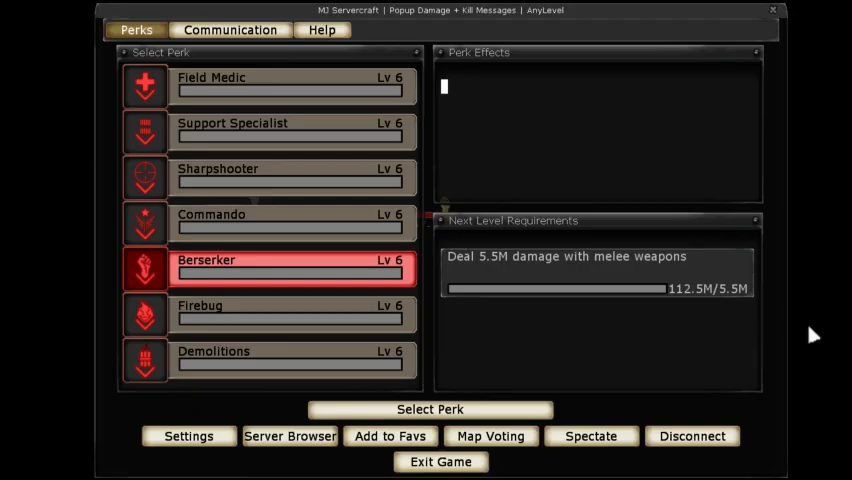 MJ Servercraft | Popup Damage + Kill Messages | AnyLevel
Perks
Communication
Help
Select Perk
Field Medic Lv 6
Support Specialist Lv 6
Sharpshooter Lv 6
Commando Lv 6
Berserker Lv 6
Firebug Lv 6
Demolitions Lv 6
Perk Effects
Next Level Requirements
Deal 5.5M damage with melee weapons
112.5M/5.5M
Select Perk
Settings
Server Browser
Add to Favs
Map Voting
Spectate
Disconnect
Exit Game